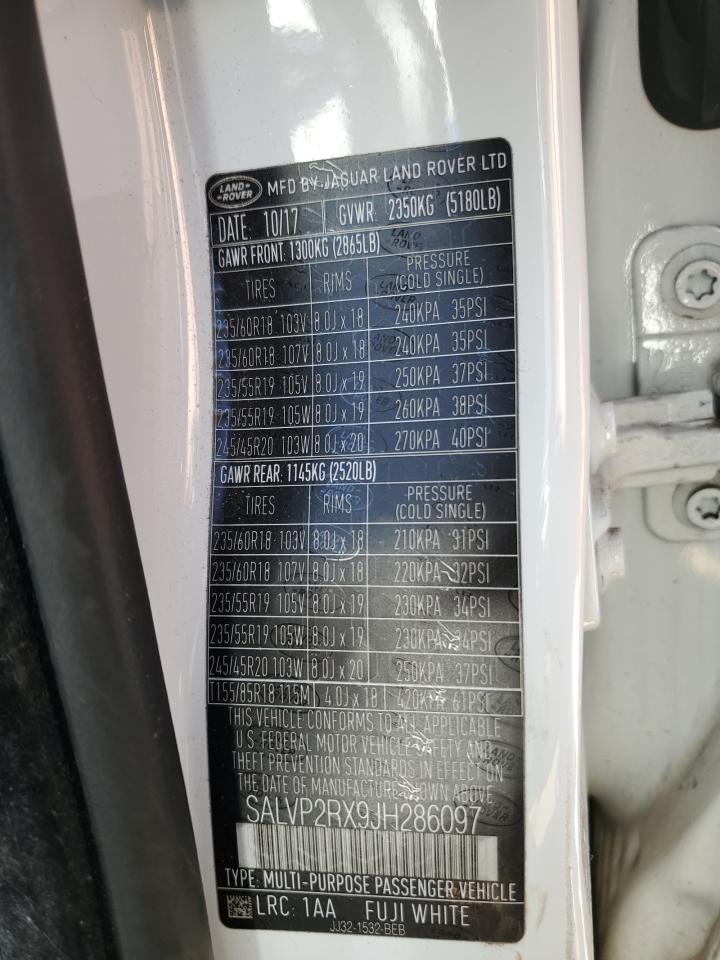 LAND ROVER MFD BY JAGUAR LAND ROVER LTD
DATE: 10/17 GVWR: 2350KG (5180LB)
GAWR FRONT: 1300KG (2865LB)
TIRES RIMS PRESSURE (COLD SINGLE)
235/60R18 103V 8.0J x 18 240KPA 35PSI
235/60R18 107V 8.0J x 18 240KPA 35PSI
235/55R19 105V 8.0J x 19 250KPA 37PSI
235/55R19 105W 8.0J x 19 260KPA 38PSI
245/45R20 103W 8.0J x 20 270KPA 40PSI
GAWR REAR: 1145KG (2520LB)
TIRES RIMS PRESSURE (COLD SINGLE)
235/60R18 103V 8.0J x 18 210KPA 31PSI
235/60R18 107V 8.0J x 18 220KPA 32PSI
235/55R19 105V 8.0J x 19 230KPA 34PSI
235/55R19 105W 8.0J x 19 230KPA 34PSI
245/45R20 103W 8.0J x 20 250KPA 37PSI
T155/85R18 115M 4.0J x 18 420KPA 61PSI
THIS VEHICLE CONFORMS TO ALL APPLICABLE
U.S. FEDERAL MOTOR VEHICLE SAFETY AND
THEFT PREVENTION STANDARDS IN EFFECT ON
THE DATE OF MANUFACTURE SHOWN ABOVE.
SALVP2RX9JH286097
TYPE: MULTI-PURPOSE PASSENGER VEHICLE
LRC: 1AA FUJI WHITE
JJ32-1532-BEB